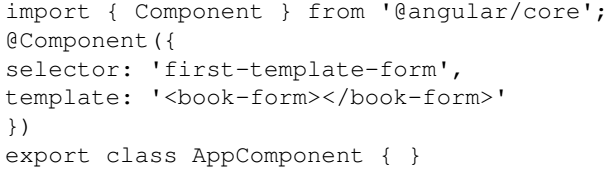 import { Component } from '@angular/core';
@Component({
selector: 'first-template-form',
template: '<book-form></book-form>'
})
export class AppComponent { }